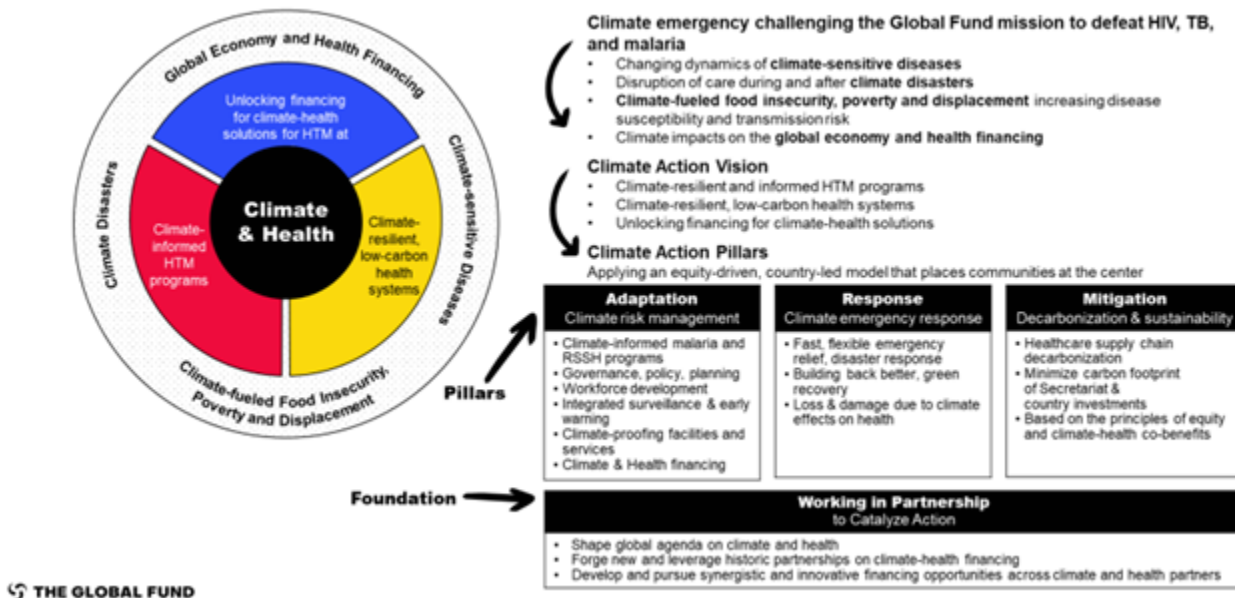 Global Economy and Health Financing
Climate-sensitive Diseases
Climate-fueled Food Insecurity,
Poverty and Displacement
Climate Disasters
Unlocking financing
for climate-health
solutions for HTM at
Climate
& Health
Climate-
informed
HTM
programs
Climate-
resilient,
low-carbon
health
systems
Climate emergency challenging the Global Fund mission to defeat HIV, TB,
and malaria
• Changing dynamics of climate-sensitive diseases
• Disruption of care during and after climate disasters
• Climate-fueled food insecurity, poverty and displacement increasing disease
susceptibility and transmission risk
• Climate impacts on the global economy and health financing
Climate Action Vision
• Climate-resilient and informed HTM programs
• Climate-resilient, low-carbon health systems
• Unlocking financing for climate-health solutions
Climate Action Pillars
Applying an equity-driven, country-led model that places communities at the center
Pillars
Adaptation
Climate risk management
• Climate-informed malaria and
RSSH programs
• Governance, policy, planning
• Workforce development
• Integrated surveillance & early
warning
• Climate-proofing facilities and
services
• Climate & Health financing
Response
Climate emergency response
• Fast, flexible emergency
relief, disaster response
• Building back better, green
recovery
• Loss & damage due to climate
effects on health
Mitigation
Decarbonization & sustainability
• Healthcare supply chain
decarbonization
• Minimize carbon footprint
of Secretariat &
country investments
• Based on the principles of equity
and climate-health co-benefits
Foundation
Working in Partnership
to Catalyze Action
• Shape global agenda on climate and health
• Forge new and leverage historic partnerships on climate-health financing
• Develop and pursue synergistic and innovative financing opportunities across climate and health partners
THE GLOBAL FUND